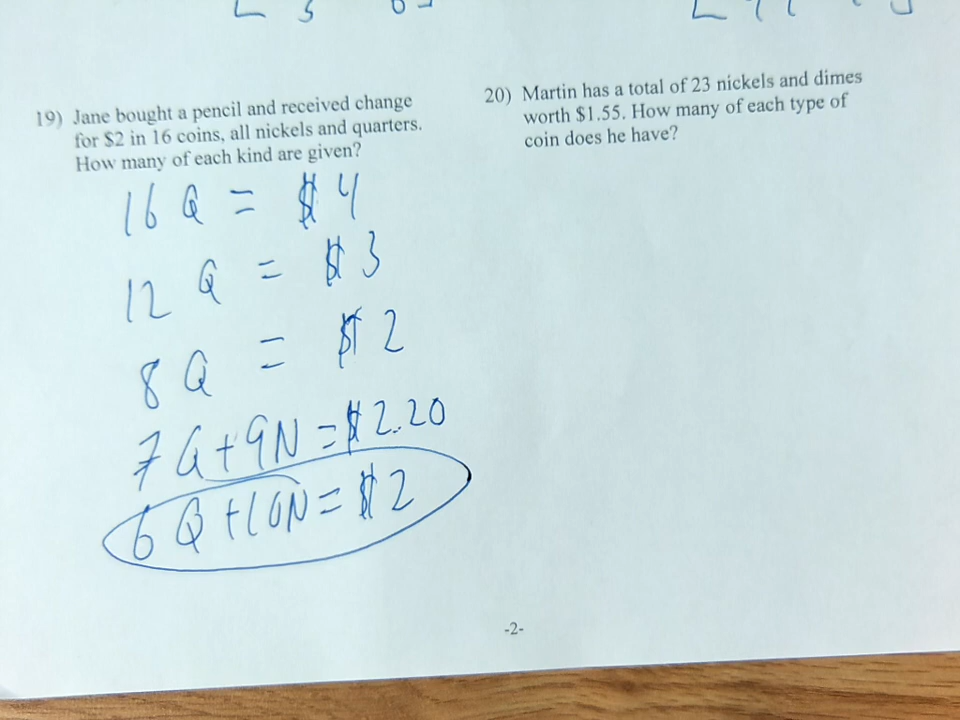 19) Jane bought a pencil and received change
for $2 in 16 coins, all nickels and quarters.
How many of each kind are given?
16 Q = $4
12 Q = $3
8 Q = $2
7Q+9N=$2.20
6Q+10N=$2
20) Martin has a total of 23 nickels and dimes
worth $1.55. How many of each type of
coin does he have?
-2-